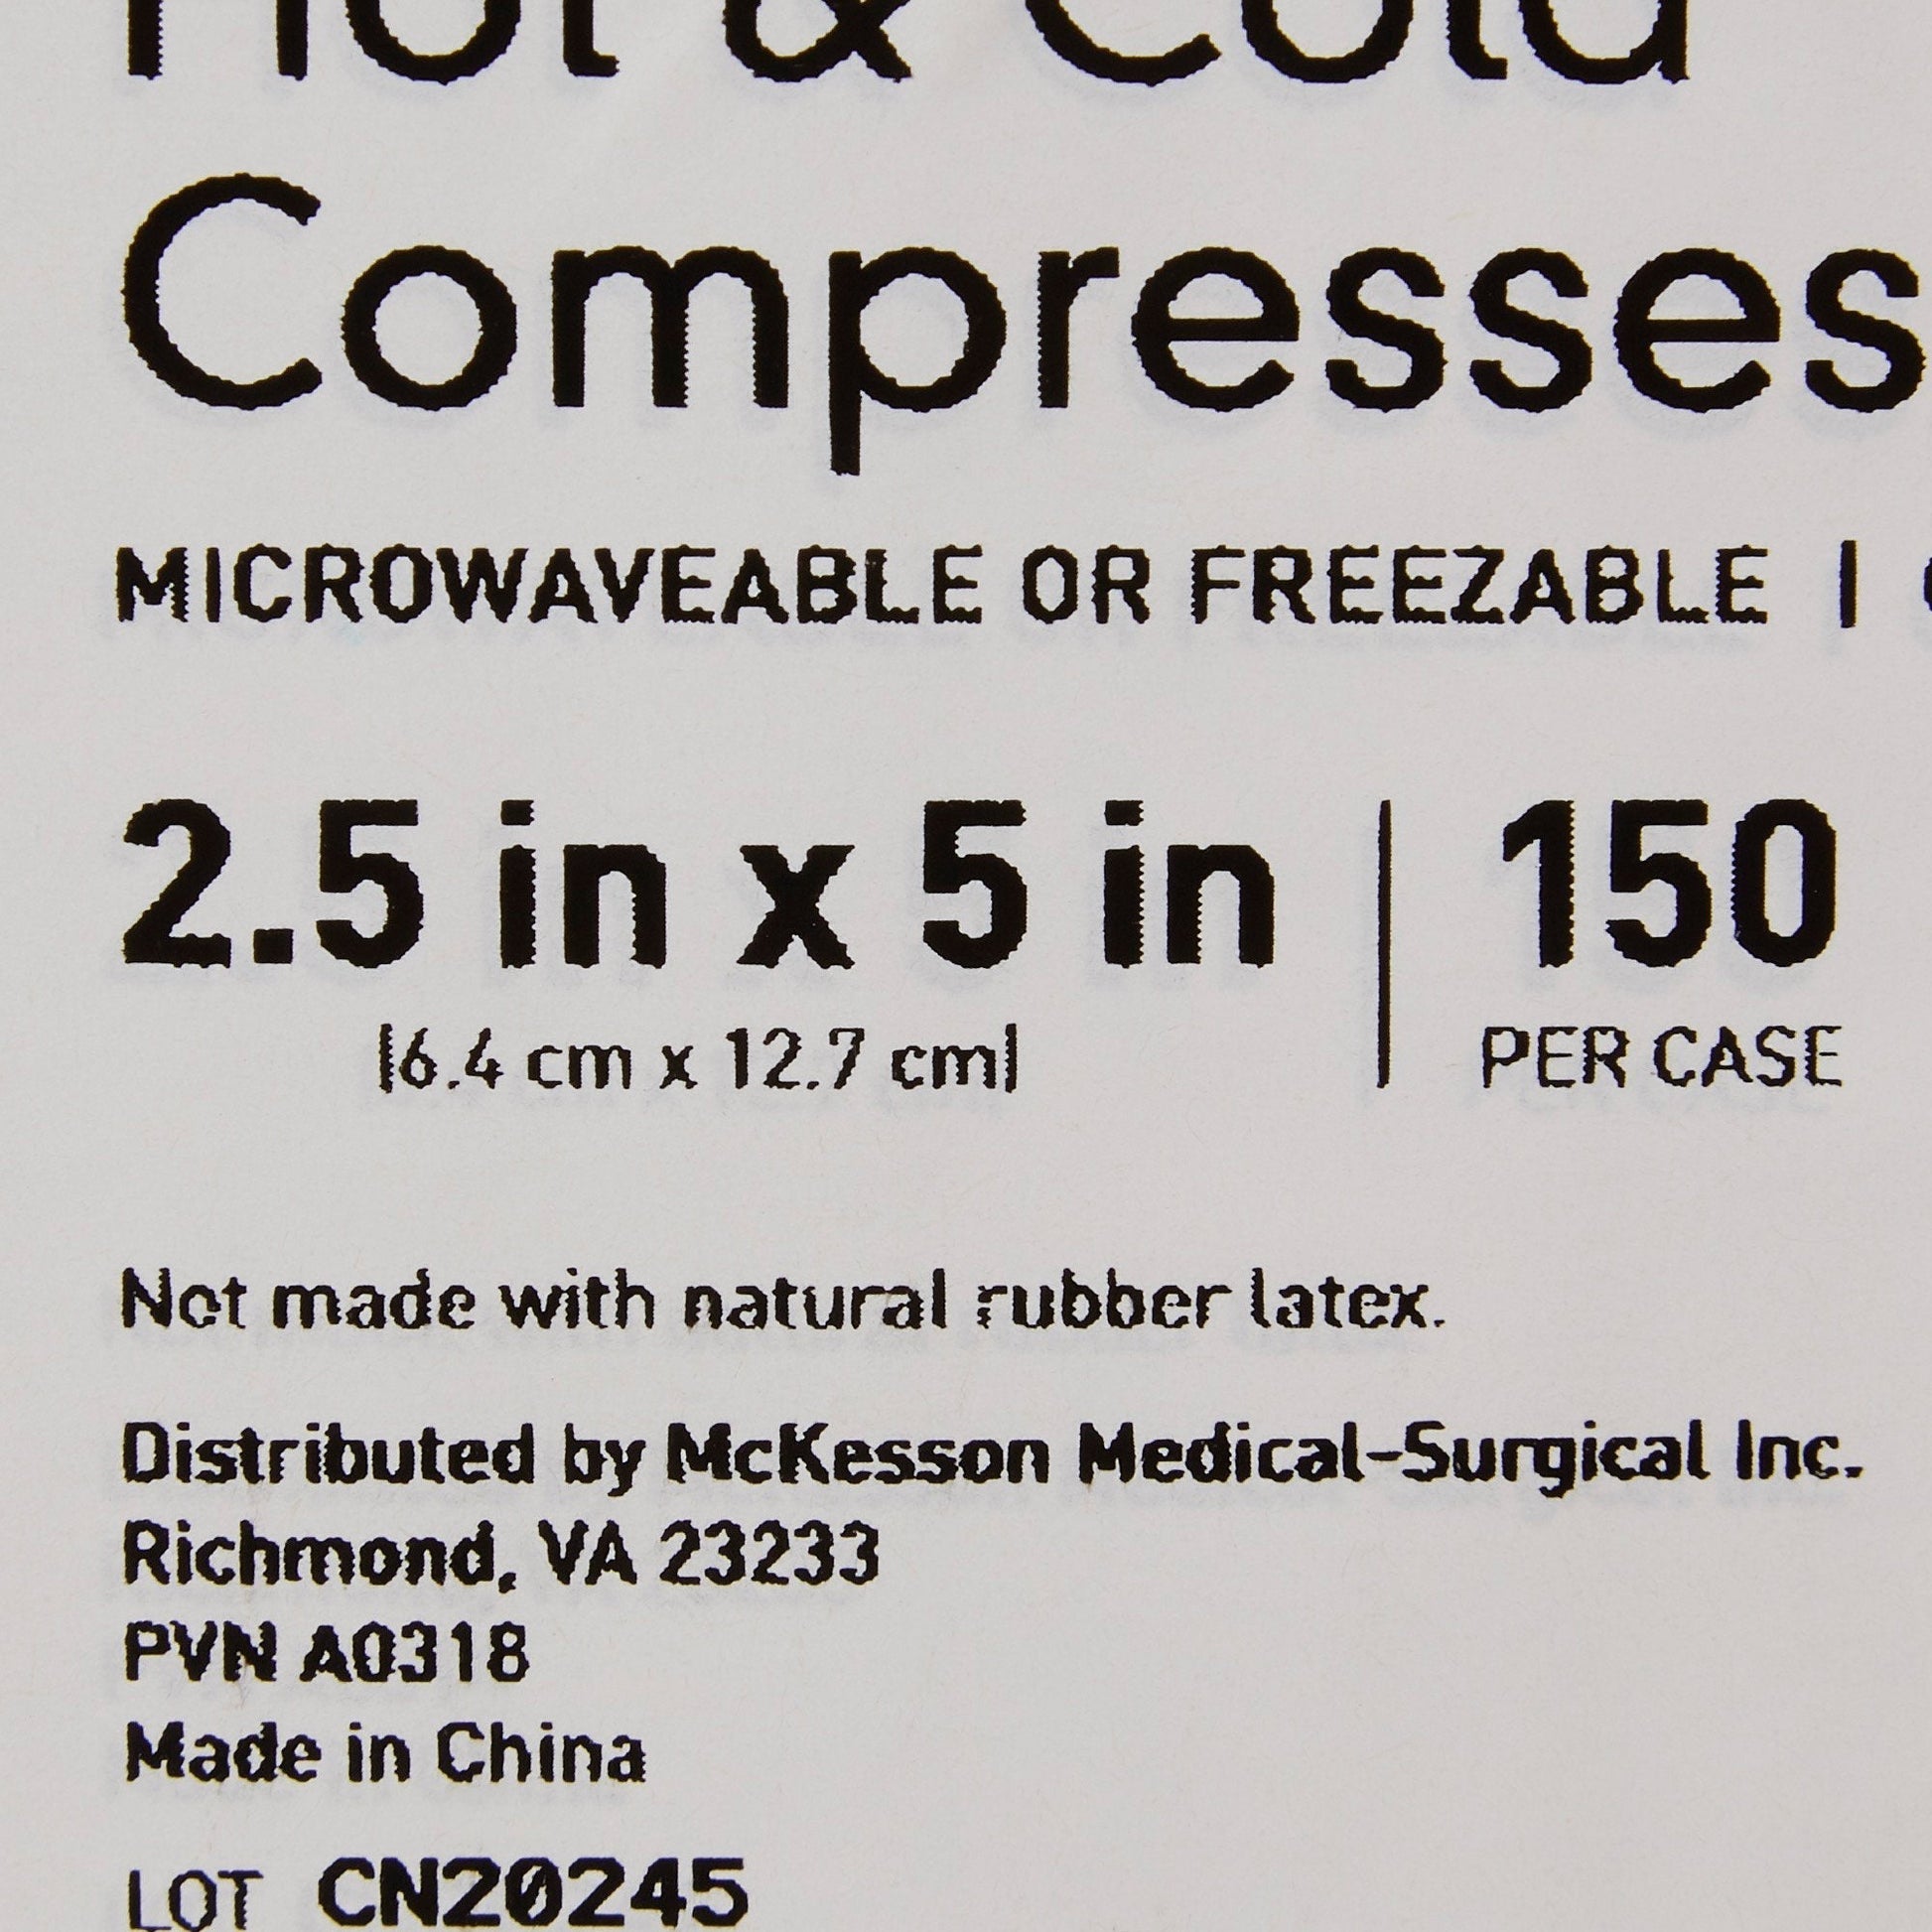 Hot & Cold
Compresses
MICROWAVEABLE OR FREEZABLE |
2.5 in x 5 in | 150
|6.4 cm x 12.7 cm| PER CASE
Not made with natural rubber latex.
Distributed by McKesson Medical-Surgical Inc.
Richmond, VA 23233
PVN A0318
Made in China
LOT CN20245